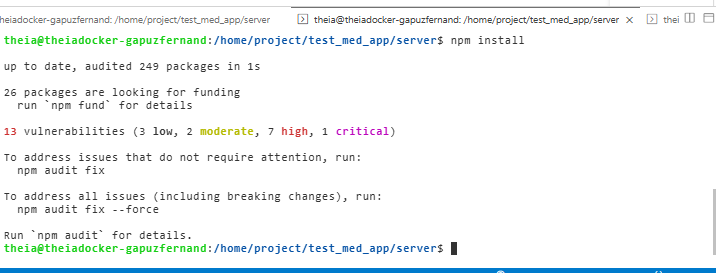 heiadocker-gapuzfernand: /home/project/test_med_app/server theia@theiadocker-gapuzfernand: /home/project/test_med_app/server thei
theia@theiadocker-gapuzfernand:/home/project/test_med_app/server$ npm install
up to date, audited 249 packages in 1s
26 packages are looking for funding
run `npm fund` for details
13 vulnerabilities (3 low, 2 moderate, 7 high, 1 critical)
To address issues that do not require attention, run:
npm audit fix
To address all issues (including breaking changes), run:
npm audit fix --force
Run `npm audit` for details.
theia@theiadocker-gapuzfernand:/home/project/test_med_app/server$